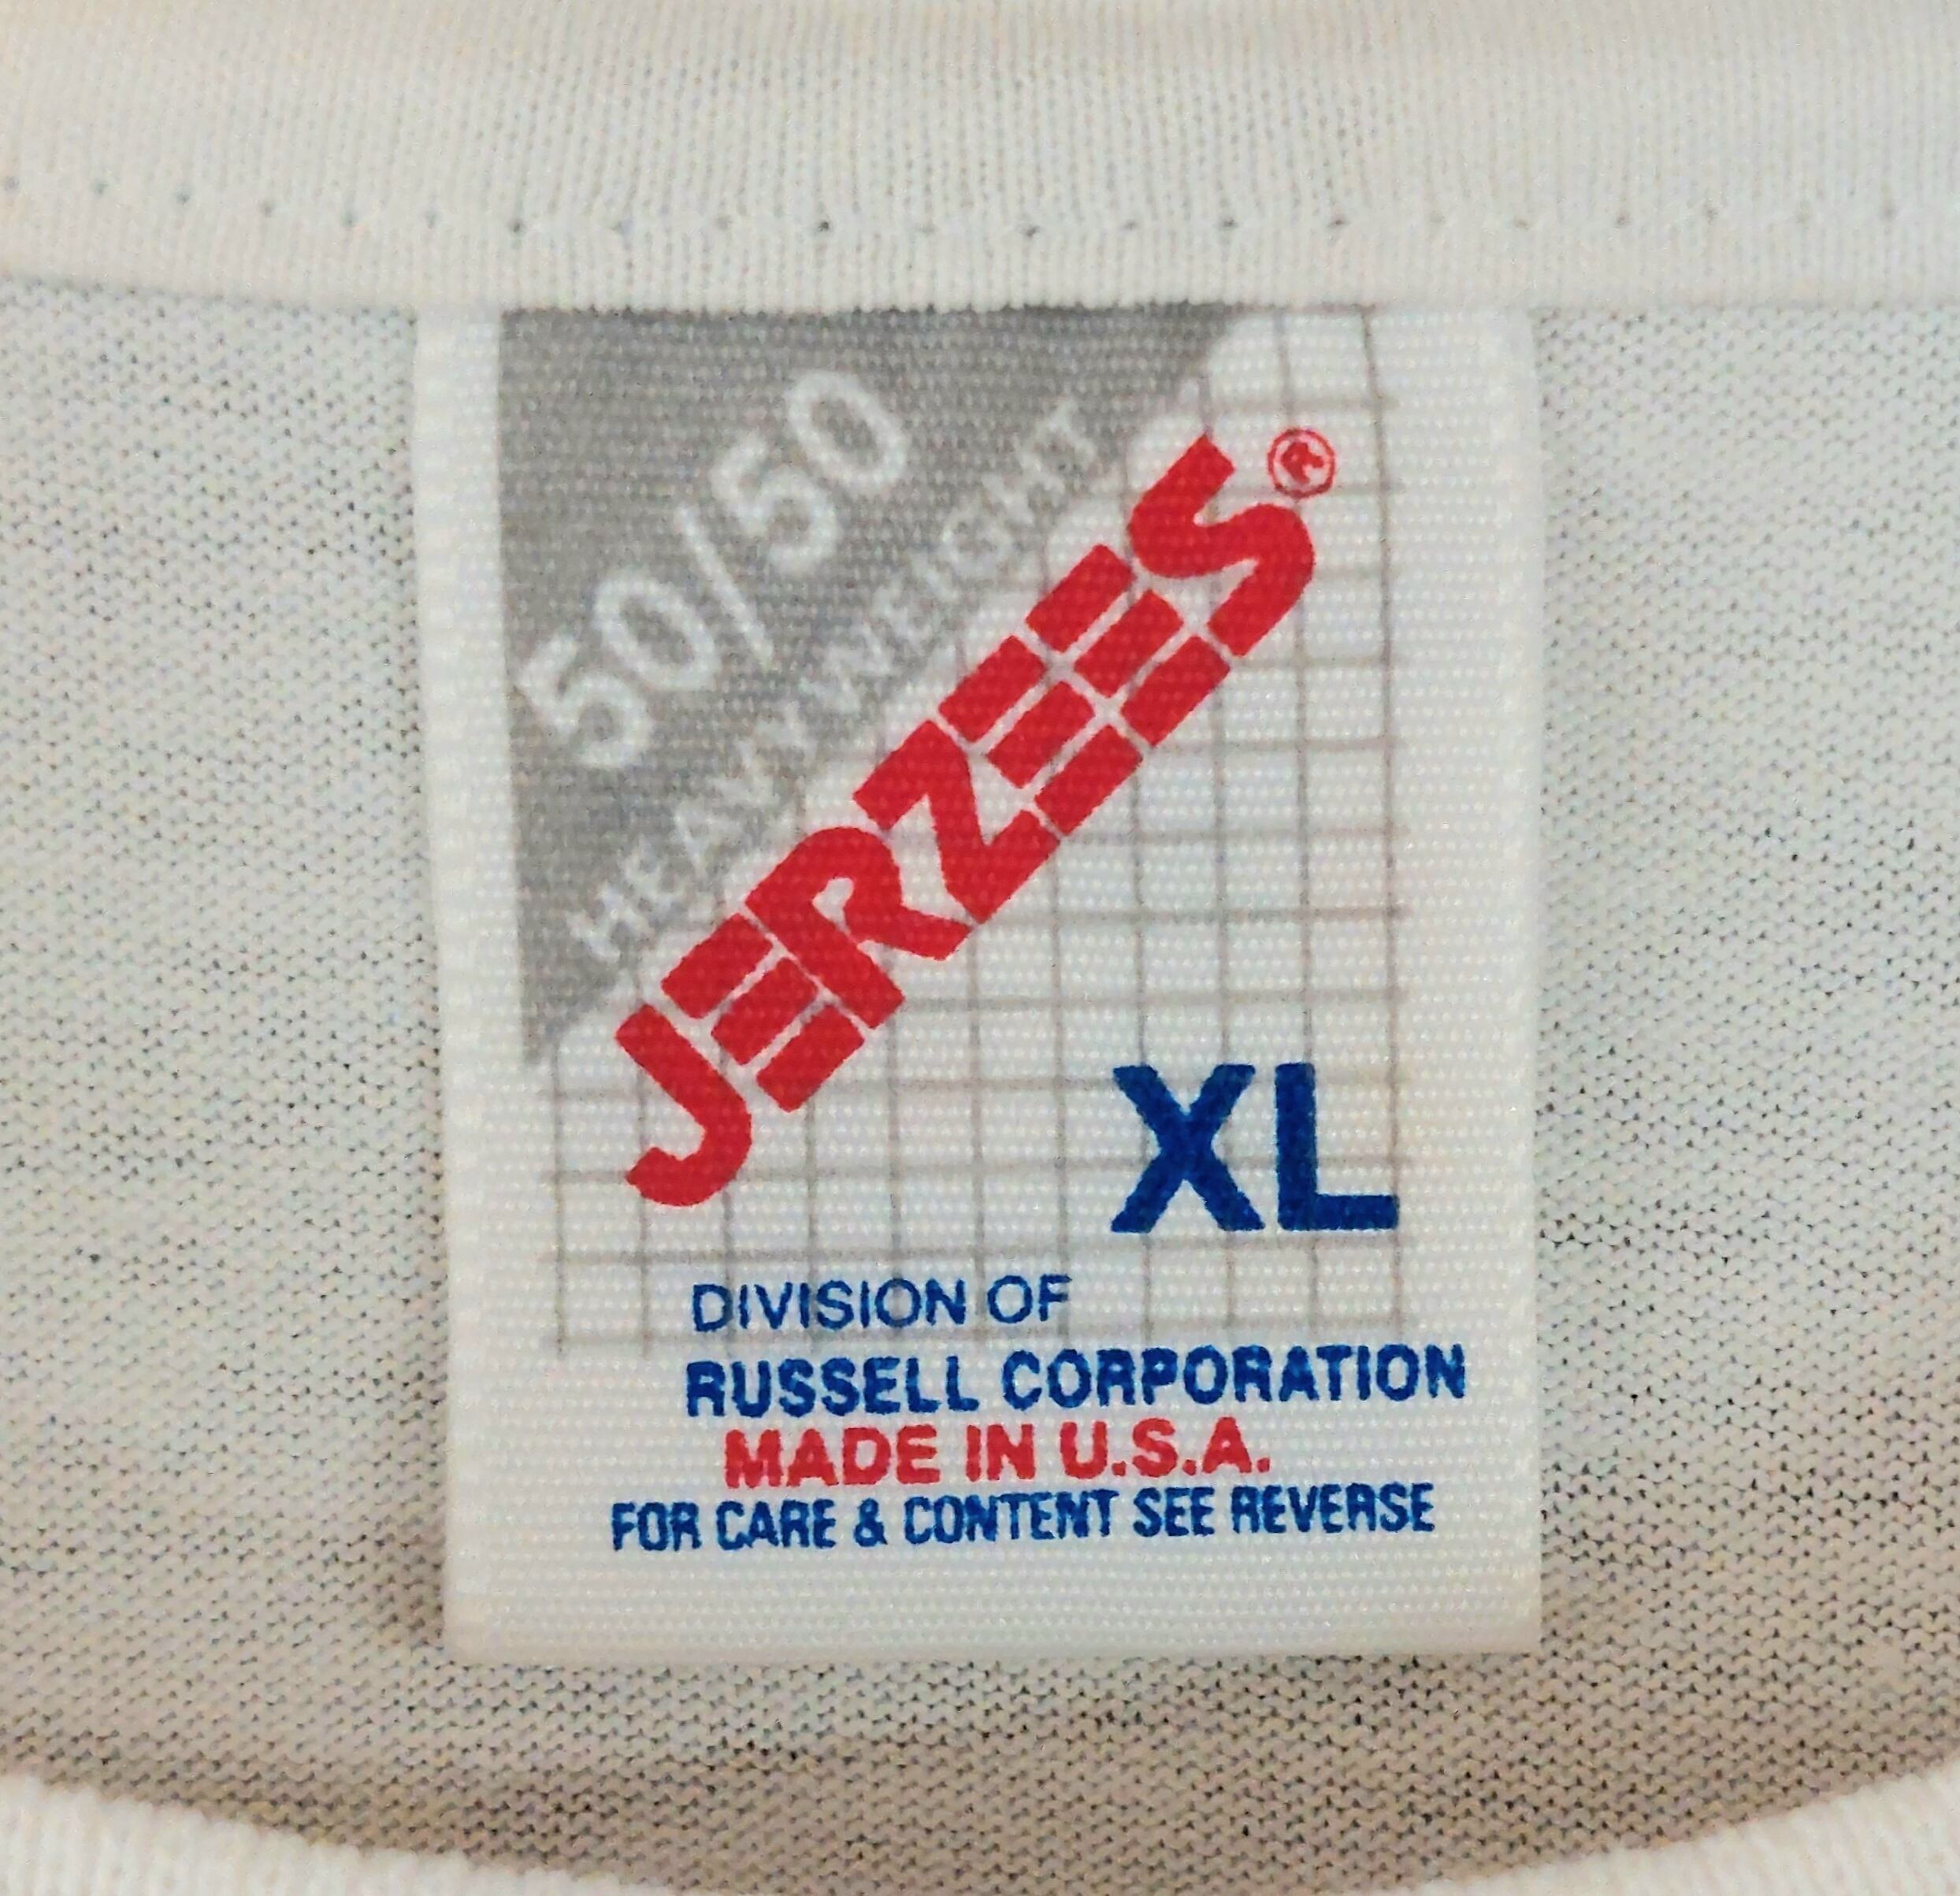 50/50
HEAVYWEIGHT
JERZEES®
XL
DIVISION OF
RUSSELL CORPORATION
MADE IN U.S.A.
FOR CARE & CONTENT SEE REVERSE